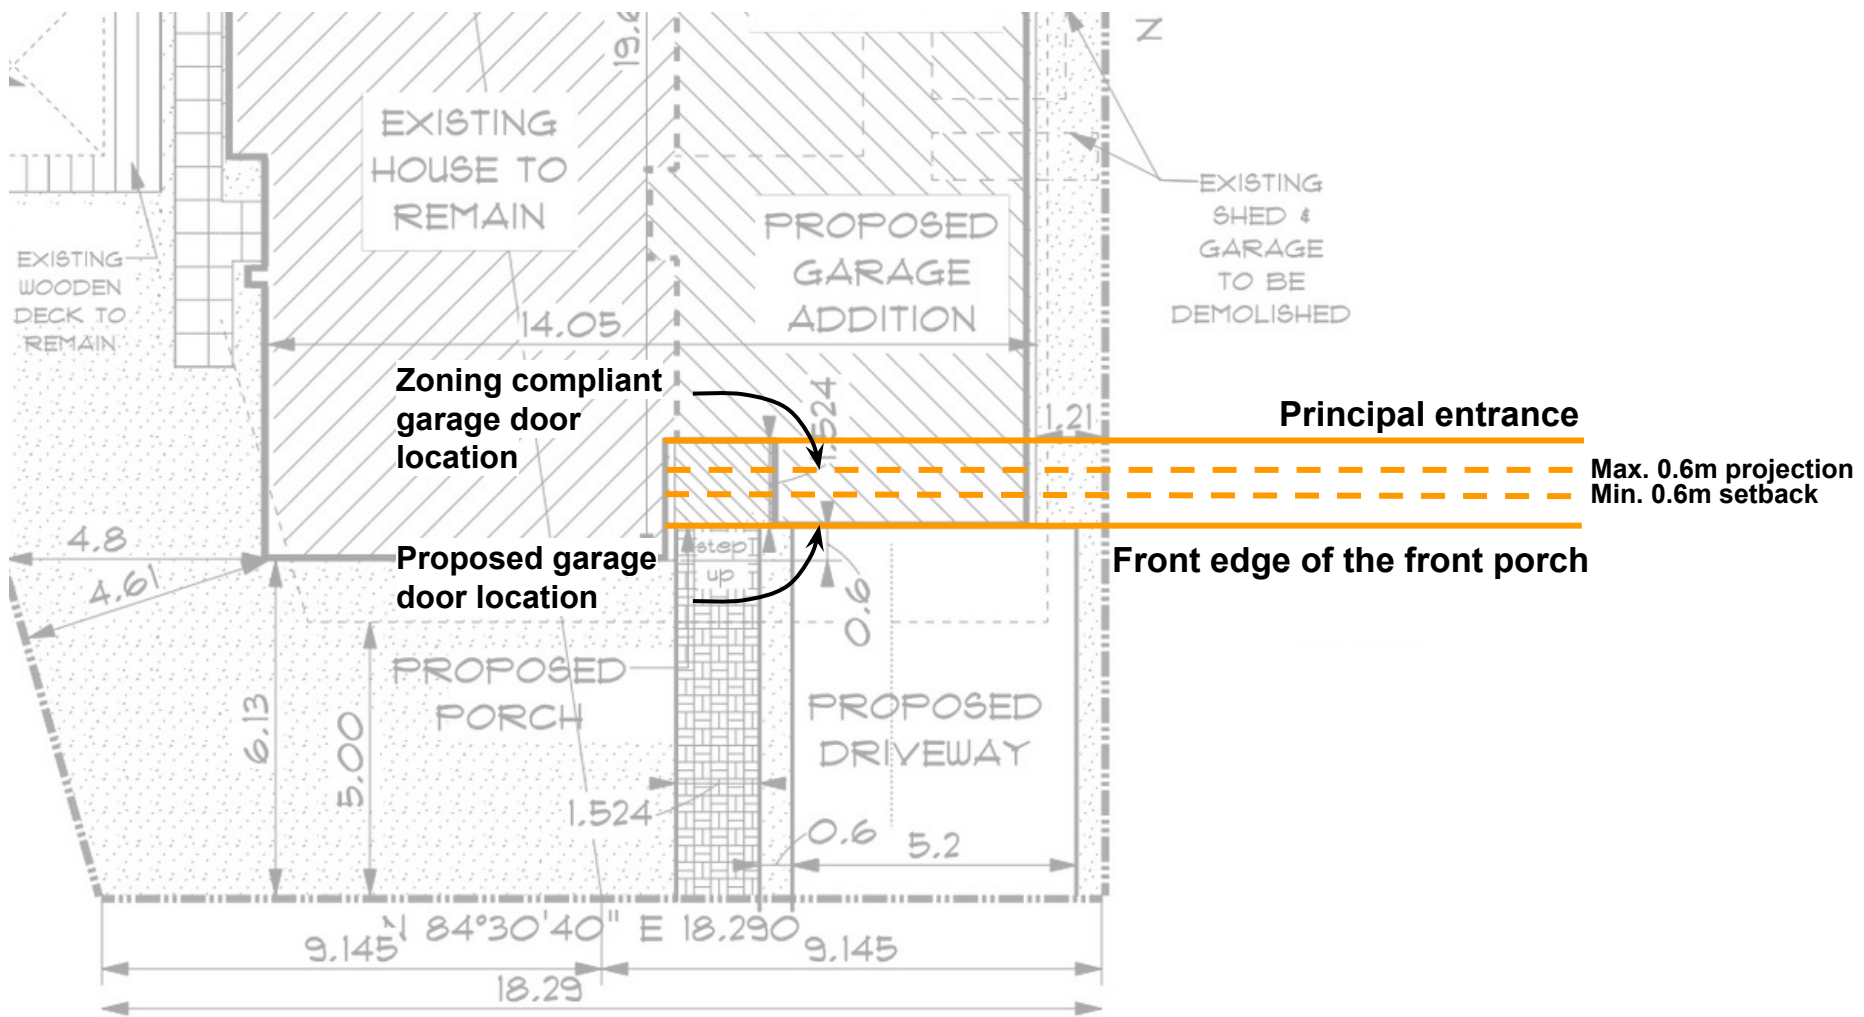 Z
19.6
EXISTING
HOUSE TO
REMAIN
EXISTING
SHED &
GARAGE
TO BE
DEMOLISHED
PROPOSED
GARAGE
ADDITION
EXISTING
WOODEN
DECK TO
REMAIN
14.05
Zoning compliant
garage door
location
1.524
1.21
Principal entrance
Max. 0.6m projection
Min. 0.6m setback
4.8
4.61
Proposed garage
door location
step
up
Front edge of the front porch
0.6
PROPOSED
PORCH
PROPOSED
DRIVEWAY
6.13
5.00
1.524
0.6
5.2
N 84°30'40" E 18.290
9.145
9.145
18.29